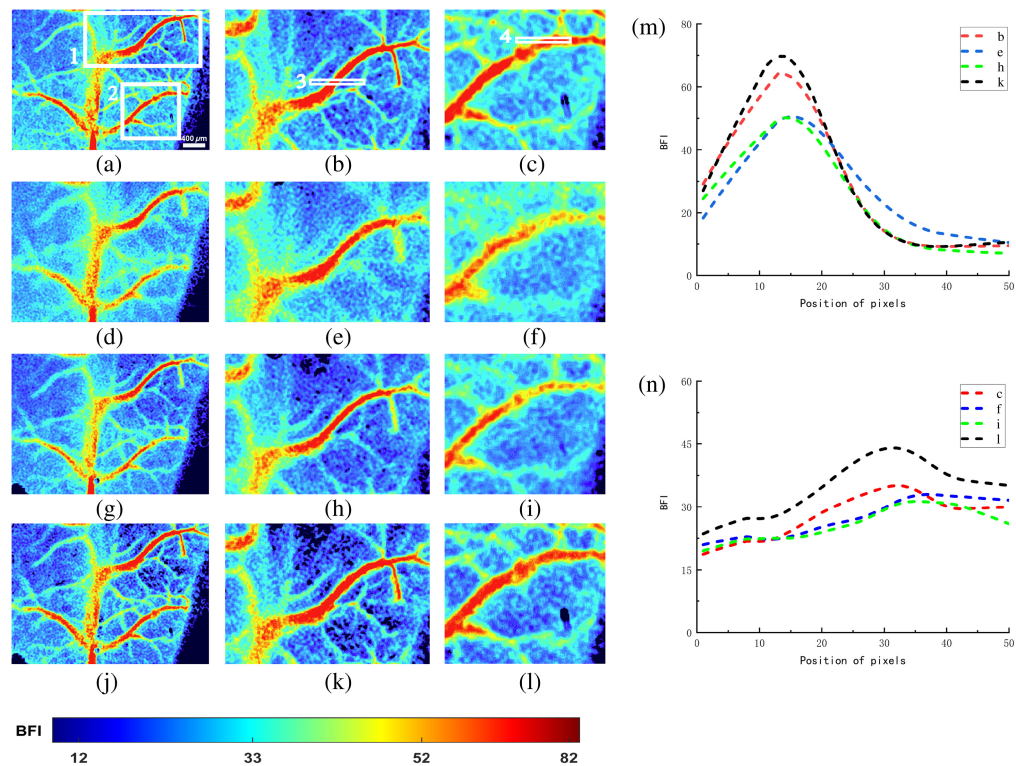 1
2
400 μm
3
4
(a)
(b)
(c)
(d)
(e)
(f)
(g)
(h)
(i)
(j)
(k)
(l)
BFI
12
33
52
82
(m)
80
60
40
20
0
BFI
0
10
20
30
40
50
Position of pixels
b
e
h
k
(n)
60
45
30
15
0
BFI
0
10
20
30
40
50
Position of pixels
c
f
i
l